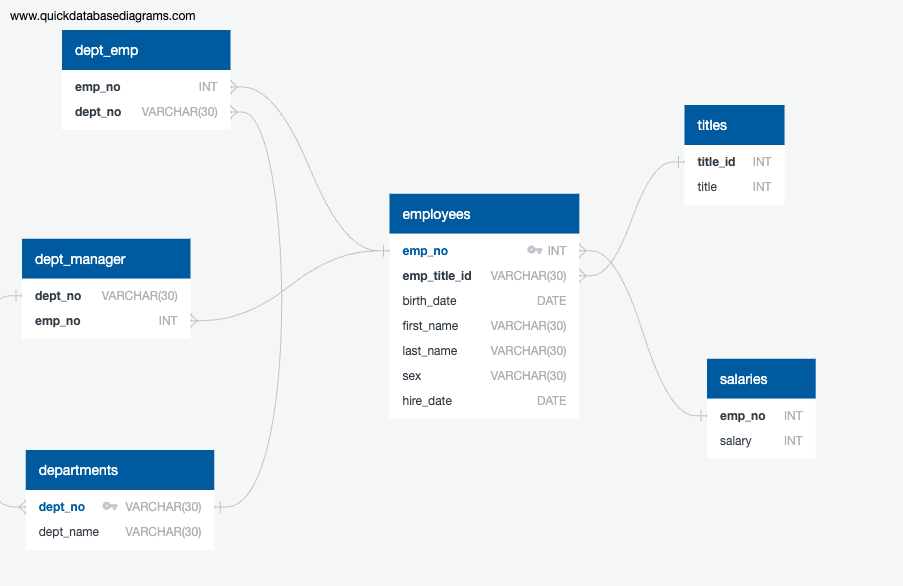 www.quickdatabasediagrams.com
dept_emp
emp_no INT
dept_no VARCHAR(30)
dept_manager
dept_no VARCHAR(30)
emp_no INT
departments
dept_no VARCHAR(30)
dept_name VARCHAR(30)
employees
emp_no INT
emp_title_id VARCHAR(30)
birth_date DATE
first_name VARCHAR(30)
last_name VARCHAR(30)
sex VARCHAR(30)
hire_date DATE
titles
title_id INT
title INT
salaries
emp_no INT
salary INT